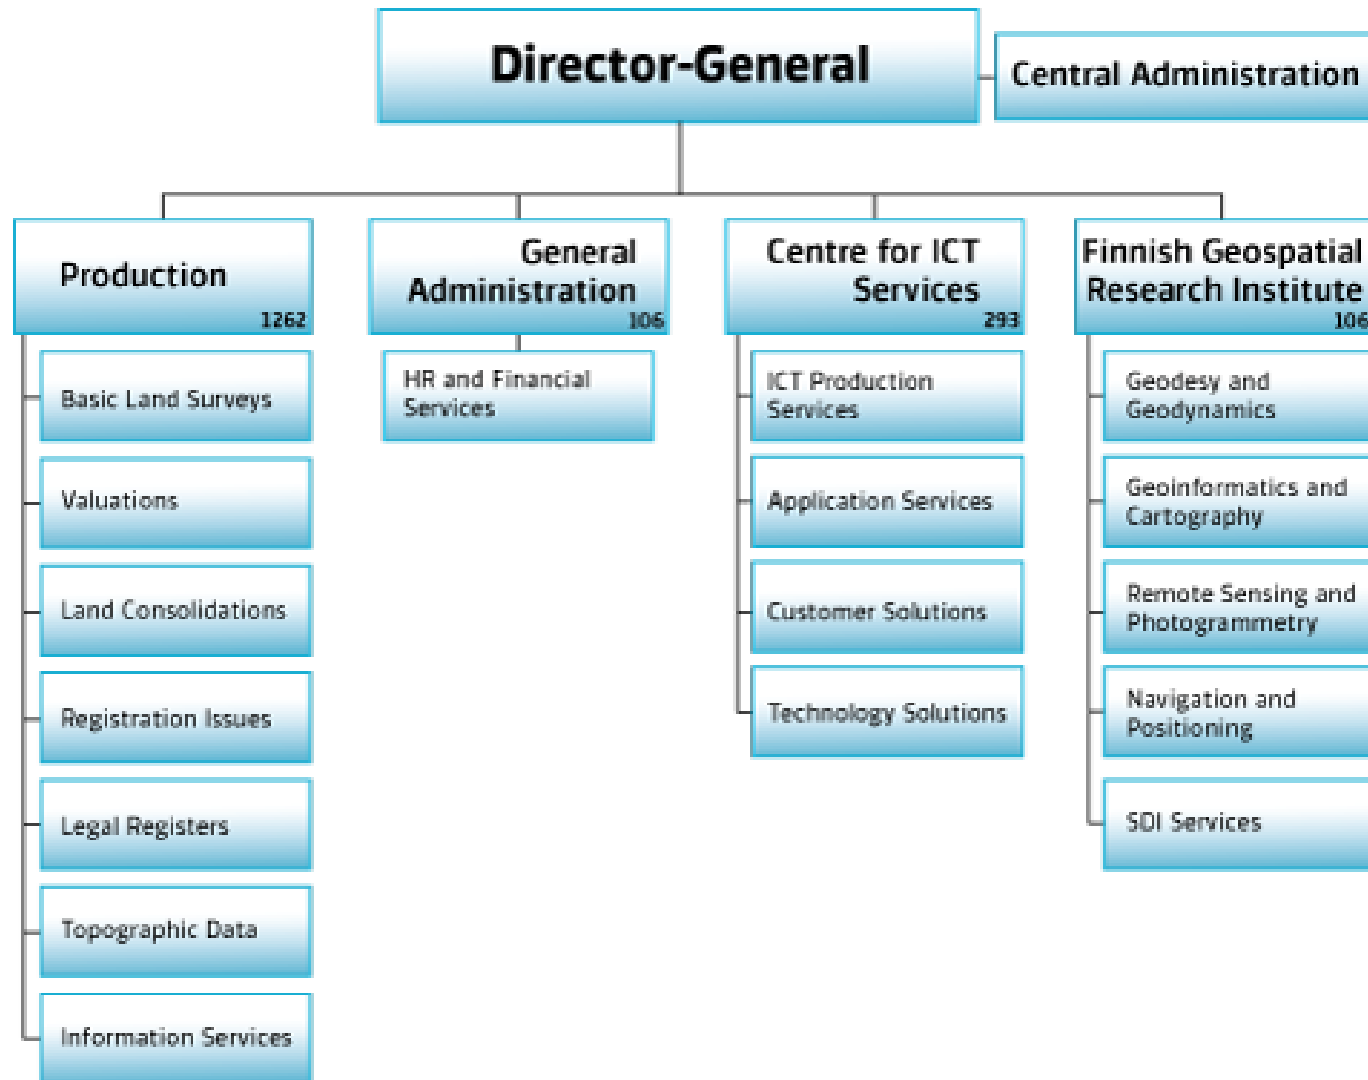 Director-General
Central Administration
Production
1262
General
Administration
106
Centre for ICT
Services
293
Finnish Geospatial
Research Institute
106
Basic Land Surveys
Valuations
Land Consolidations
Registration Issues
Legal Registers
Topographic Data
Information Services
HR and Financial
Services
ICT Production
Services
Application Services
Customer Solutions
Technology Solutions
Geodesy and
Geodynamics
Geoinformatics and
Cartography
Remote Sensing and
Photogrammetry
Navigation and
Positioning
SDI Services